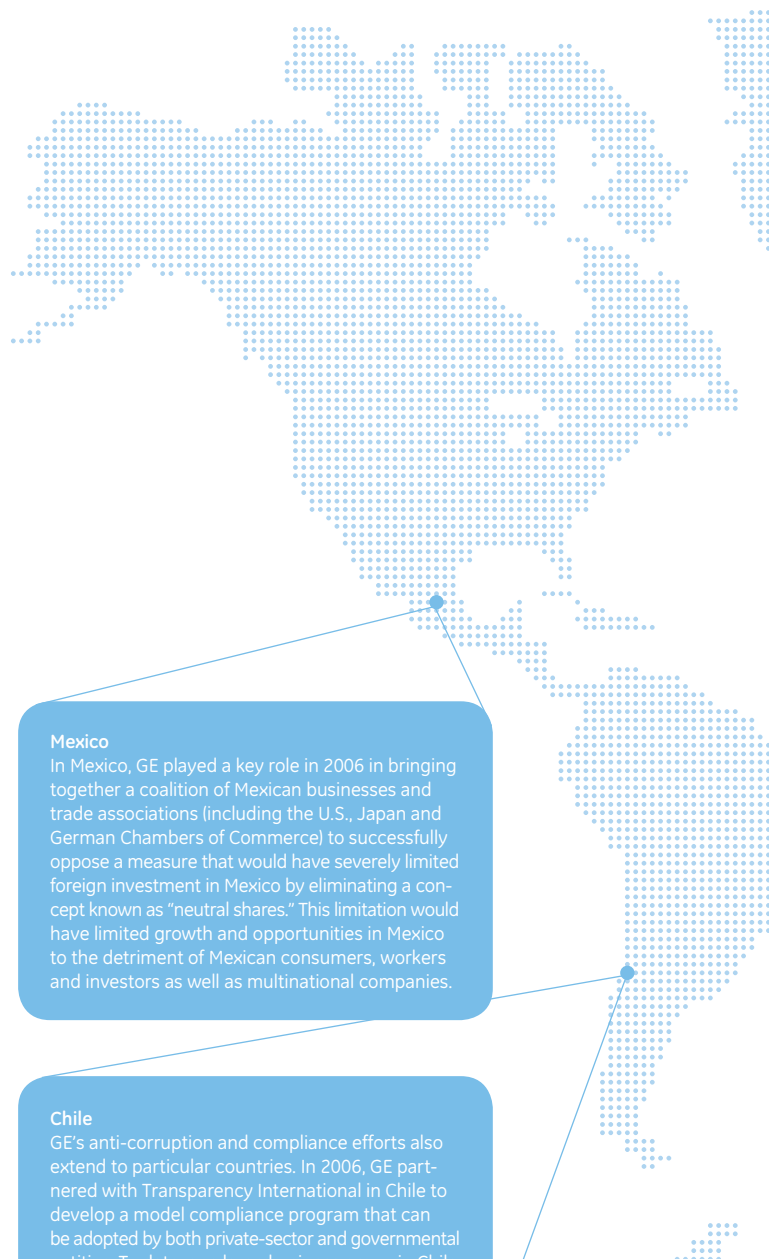 Mexico
In Mexico, GE played a key role in 2006 in bringing
together a coalition of Mexican businesses and
trade associations (including the U.S., Japan and
German Chambers of Commerce) to successfully
oppose a measure that would have severely limited
foreign investment in Mexico by eliminating a con-
cept known as “neutral shares.” This limitation would
have limited growth and opportunities in Mexico
to the detriment of Mexican consumers, workers
and investors as well as multinational companies.
Chile
GE’s anti-corruption and compliance efforts also
extend to particular countries. In 2006, GE part-
nered with Transparency International in Chile to
develop a model compliance program that can
be adopted by both private-sector and governmental